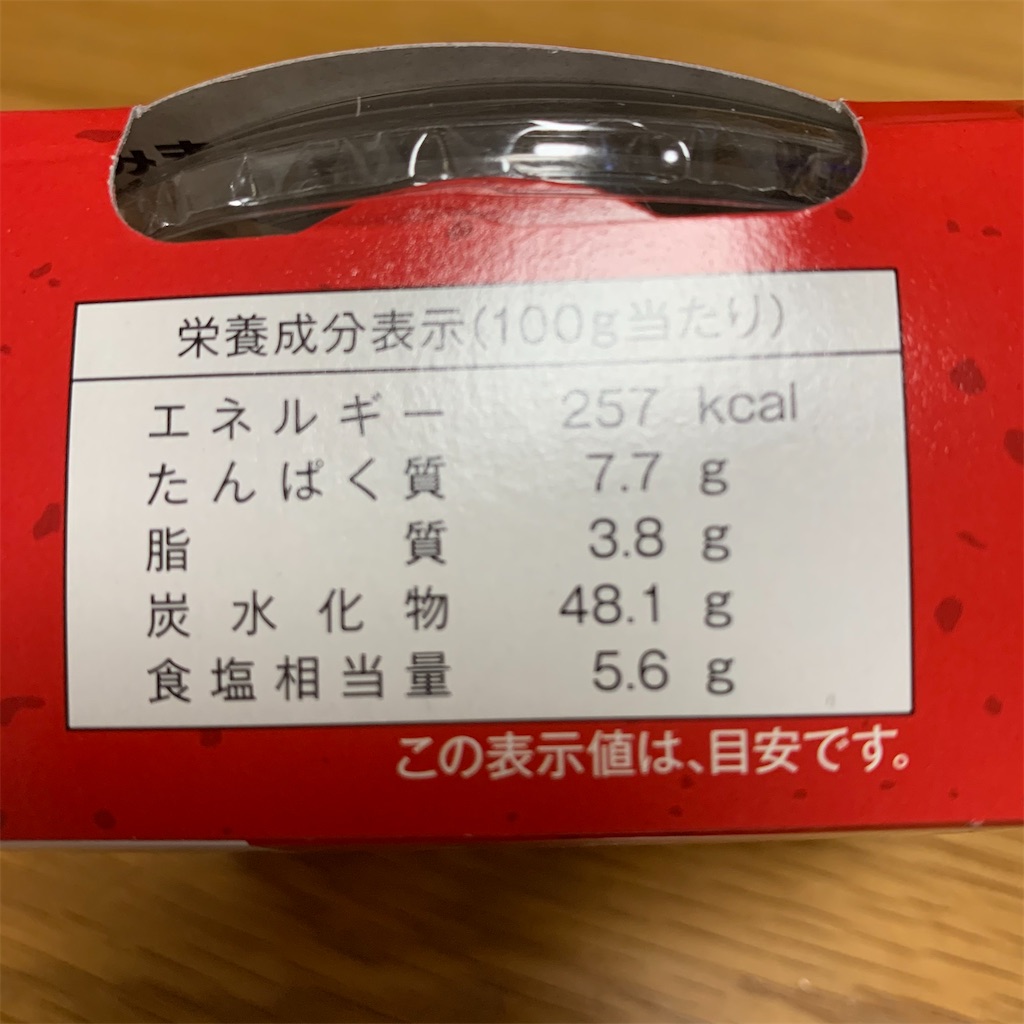 栄養成分表示(100g当たり)
エネルギー 257 kcal
たんぱく質 7.7 g
脂質 3.8 g
炭水化物 48.1 g
食塩相当量 5.6 g
この表示値は、目安です。